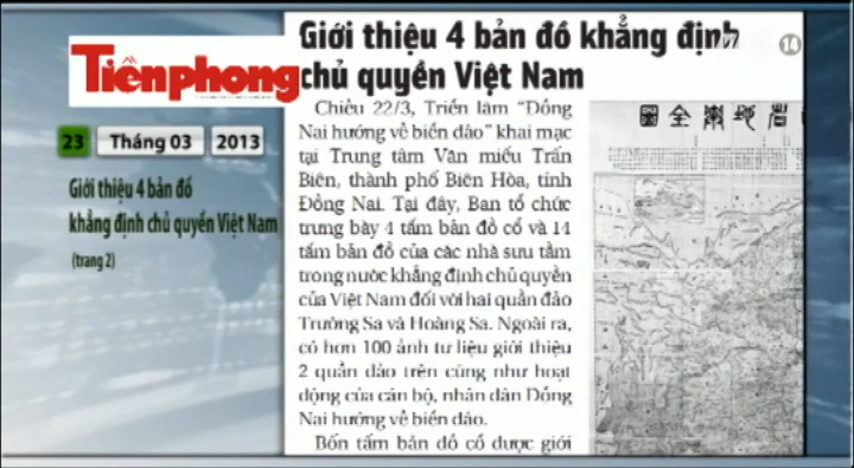 Tiềnphong
23 Tháng 03 2013
Giới thiệu 4 bản đồ
khẳng định chủ quyền Việt Nam
(trang 2)
Giới thiệu 4 bản đồ khẳng định
chủ quyền Việt Nam
14
Chiều 22/3, Triển lãm “Đồng
Nai hướng về biển đảo” khai mạc
tại Trung tâm Văn miếu Trấn
Biên, thành phố Biên Hòa, tỉnh
Đồng Nai. Tại đây, Ban tổ chức
trưng bày 4 tấm bản đồ cổ và 14
tấm bản đồ của các nhà sưu tầm
trong nước khẳng định chủ quyền
của Việt Nam đối với hai quần đảo
Trường Sa và Hoàng Sa. Ngoài ra,
có hơn 100 ảnh tư liệu giới thiệu
2 quần đảo trên cũng như hoạt
động của cán bộ, nhân dân Đồng
Nai hướng về biển đảo.
Bốn tấm bản đồ cổ được giới
省地輿全圖